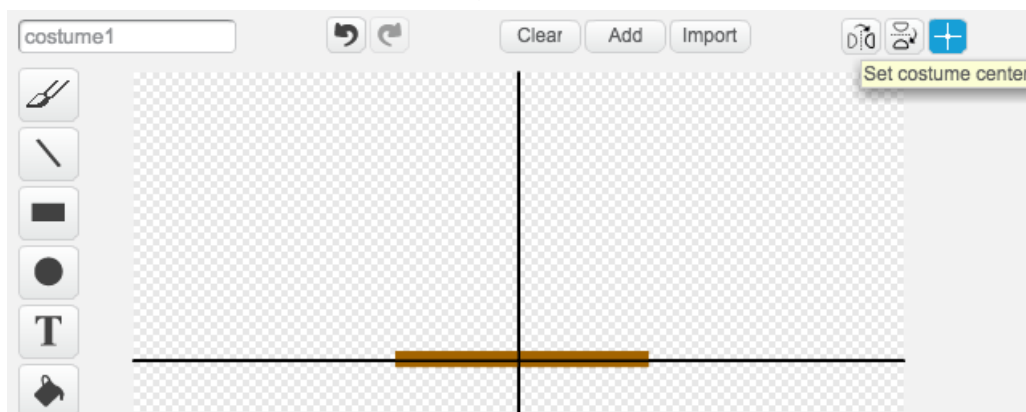 costume1
Clear
Add
Import
Set costume center
T